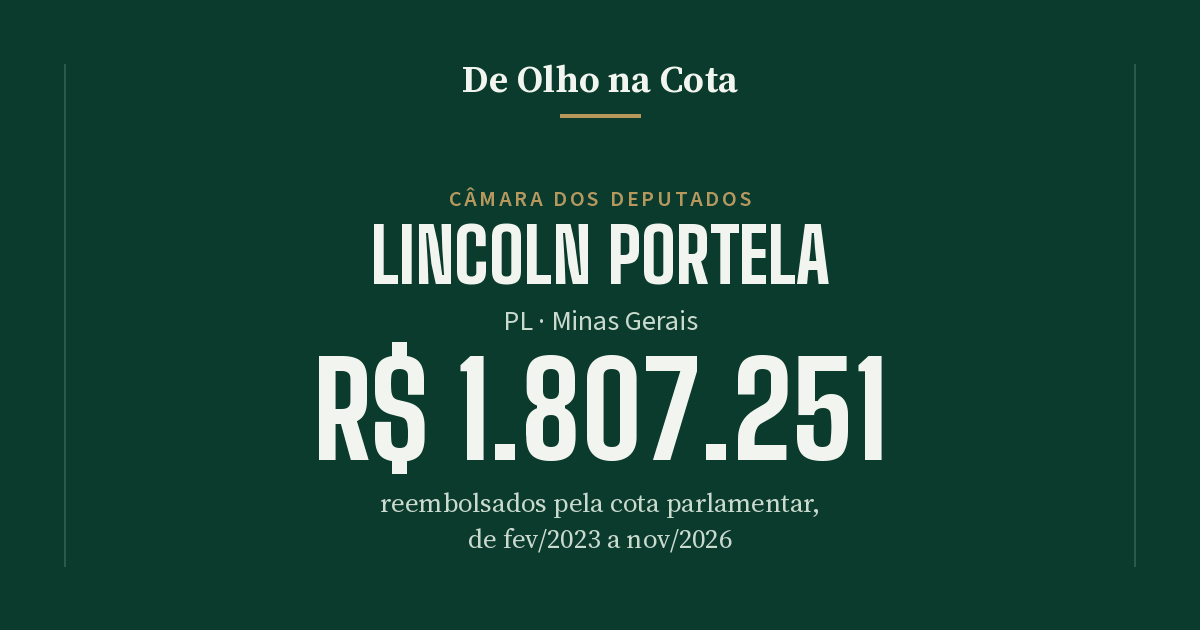 De Olho na Cota
CÂMARA DOS DEPUTADOS
LINCOLN PORTELA
PL · Minas Gerais
R$ 1.807.251
reembolsados pela cota parlamentar,
de fev/2023 a nov/2026